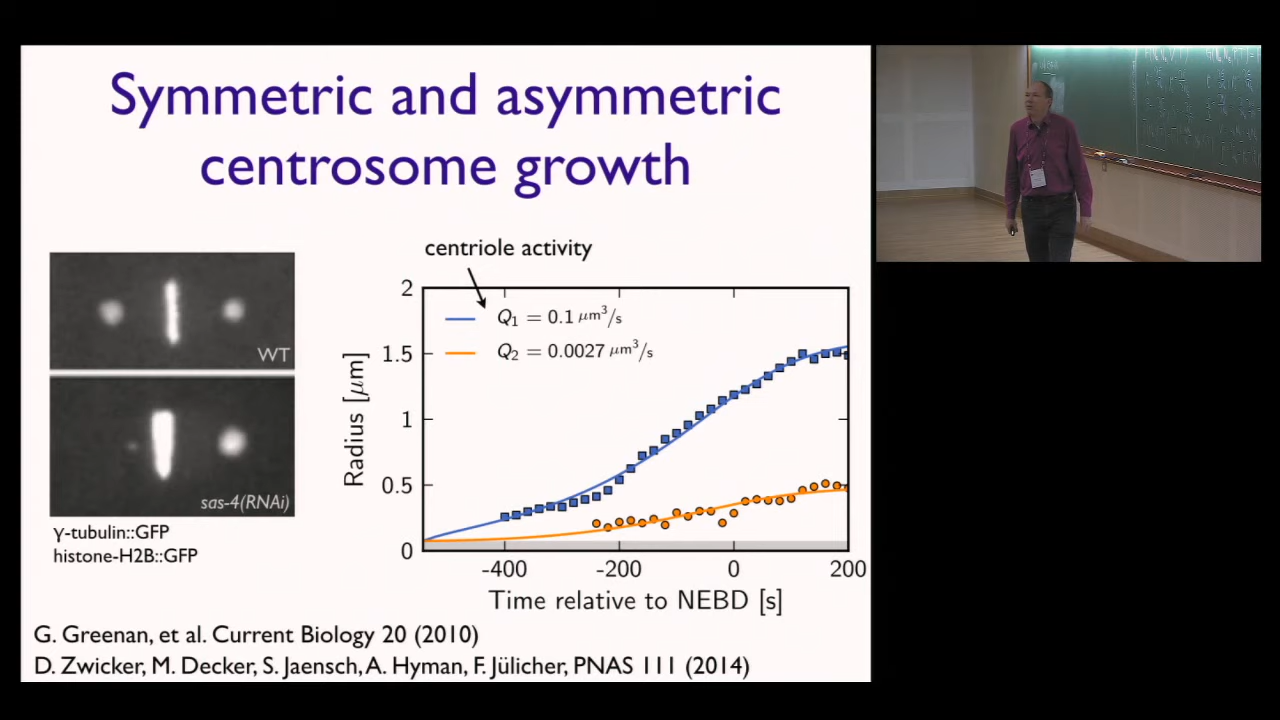 Symmetric and asymmetric
centrosome growth
WT
sas-4(RNAi)
γ-tubulin::GFP
histone-H2B::GFP
centriole activity
Q₁ = 0.1 μm³/s
Q₂ = 0.0027 μm³/s
Radius [μm]
2
1.5
1
0.5
0
-400
-200
0
200
Time relative to NEBD [s]
G. Greenan, et al. Current Biology 20 (2010)
D. Zwicker, M. Decker, S. Jaensch, A. Hyman, F. Jülicher, PNAS 111 (2014)